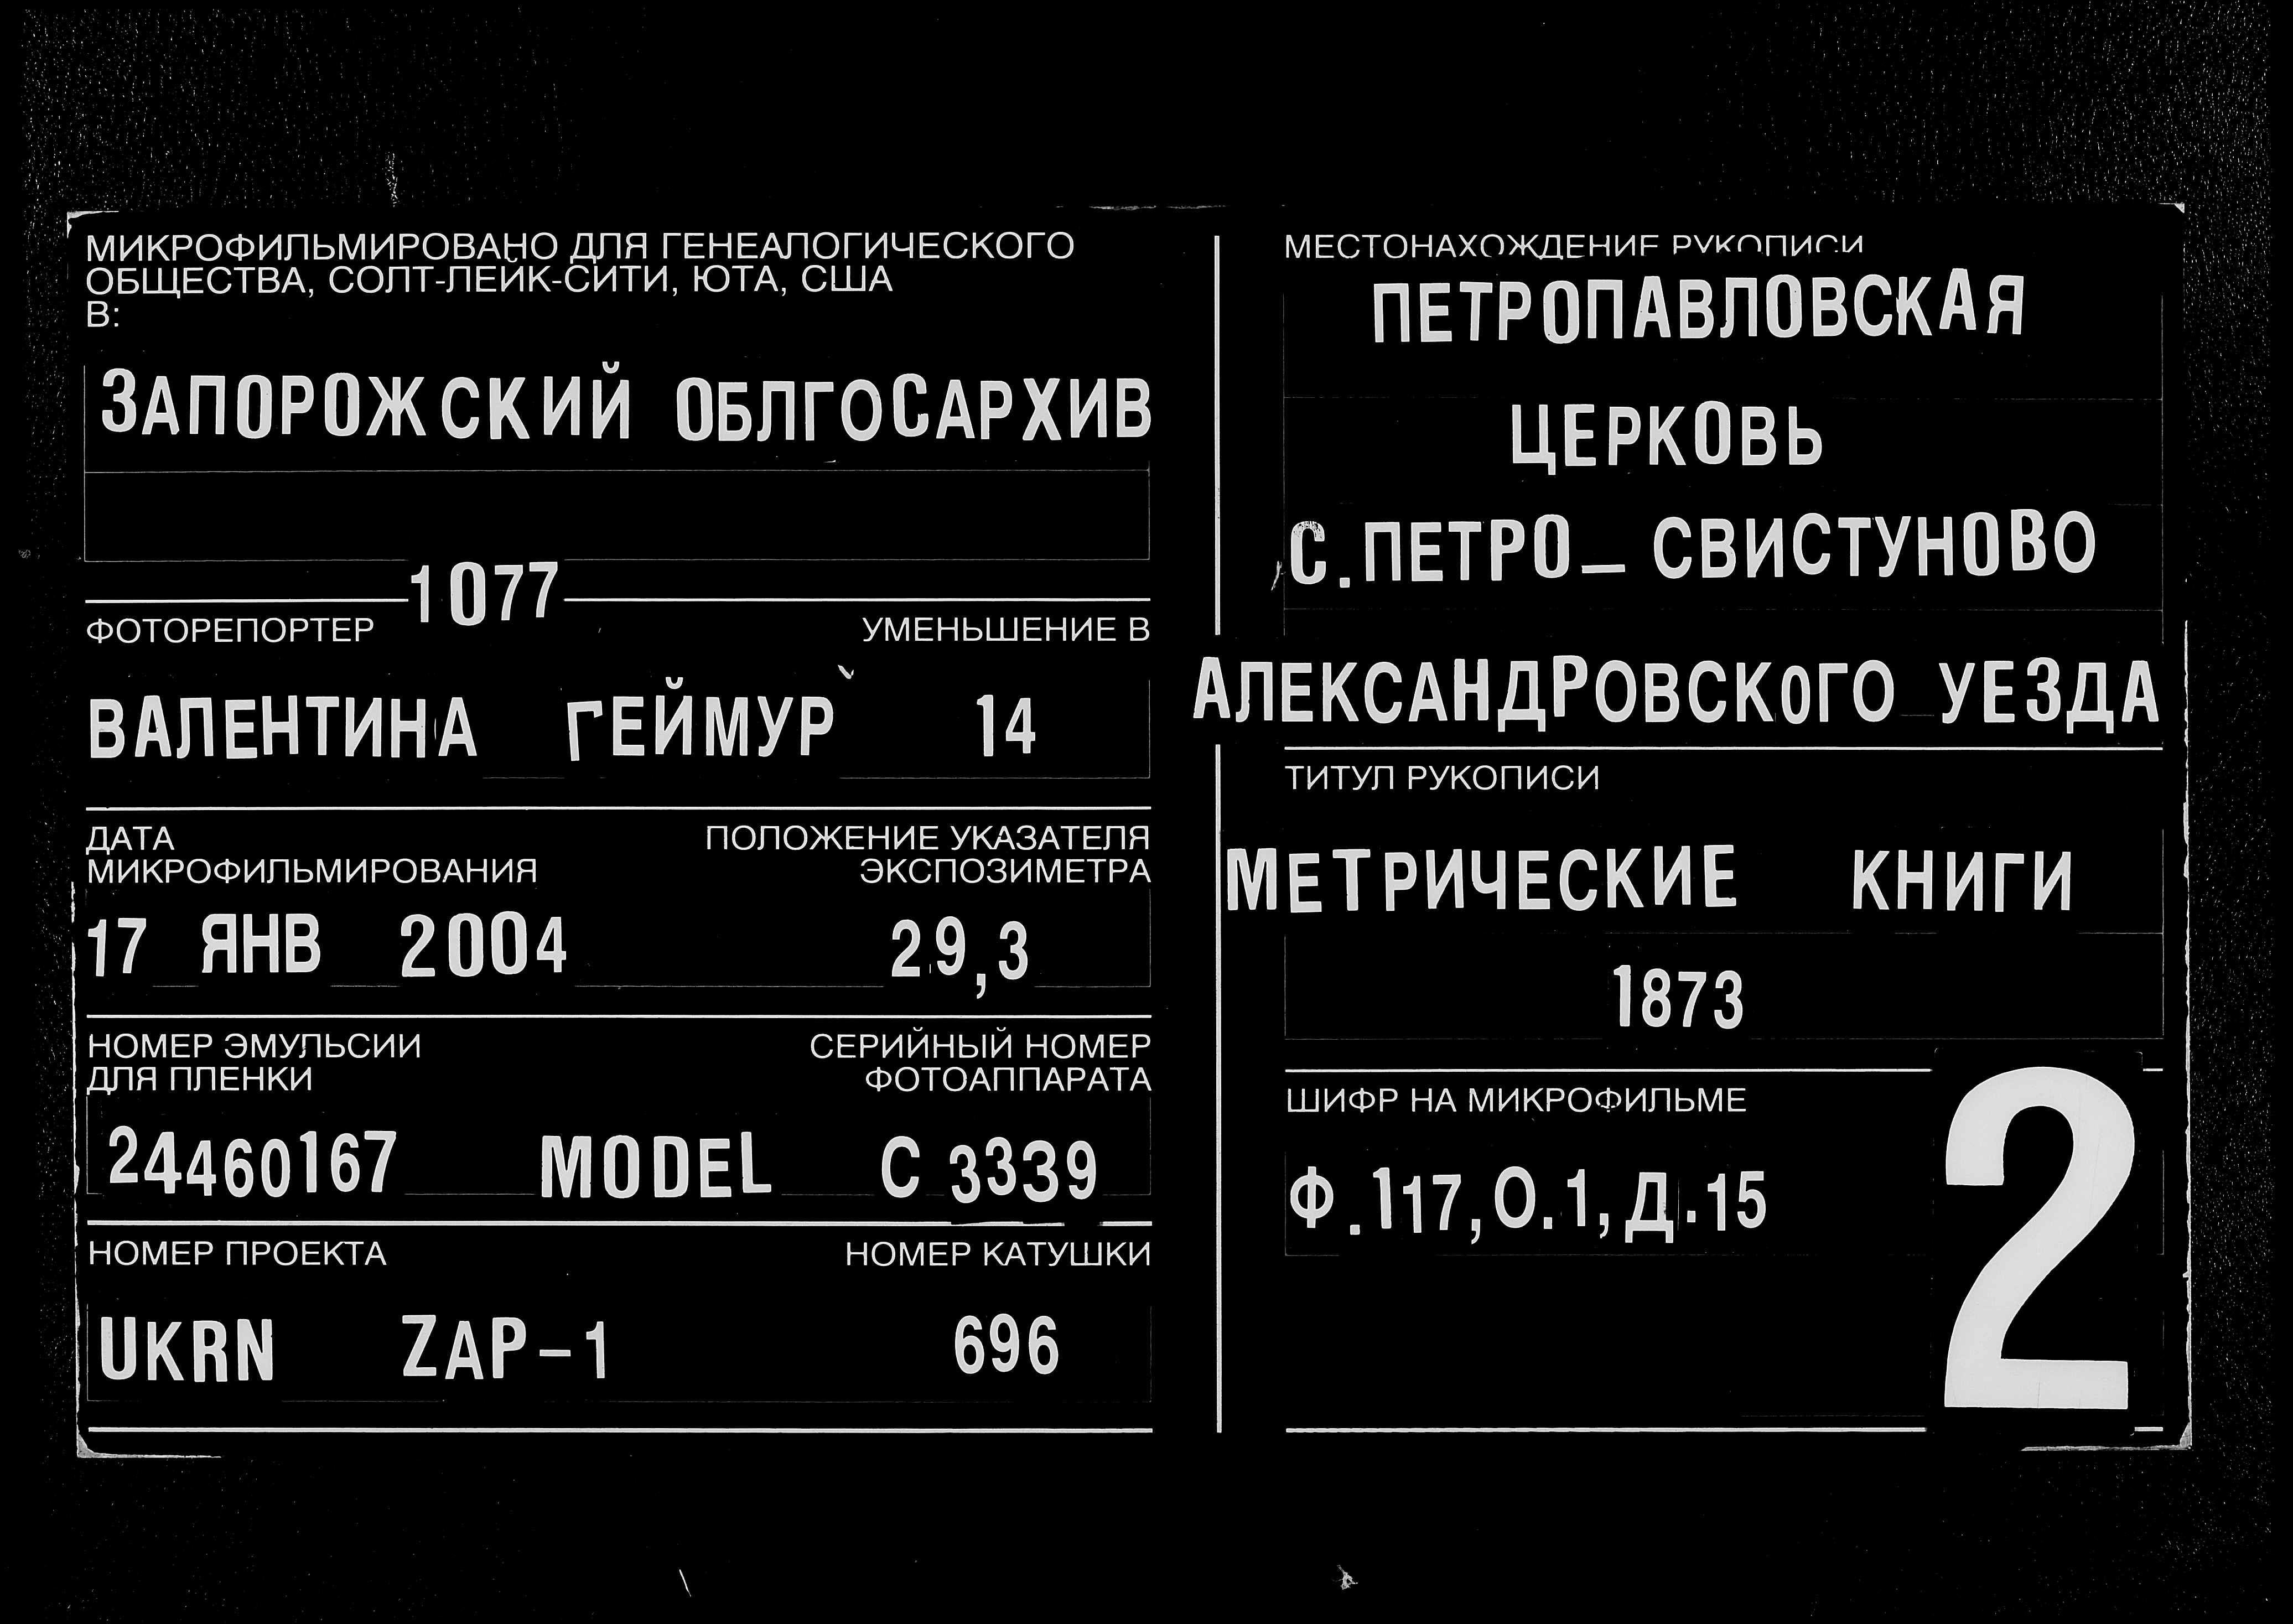 МИКРОФИЛЬМИРОВАНО ДЛЯ ГЕНЕАЛОГИЧЕСКОГО
ОБЩЕСТВА, СОЛТ-ЛЕЙК-СИТИ, ЮТА, США
В:
ЗАПОРОЖСКИЙ ОБЛГОСАРХИВ
1077
ФОТОРЕПОРТЕР УМЕНЬШЕНИЕ В
ВАЛЕНТИНА ГЕЙМУР 14
ДАТА ПОЛОЖЕНИЕ УКАЗАТЕЛЯ
МИКРОФИЛЬМИРОВАНИЯ ЭКСПОЗИМЕТРА
17 ЯНВ 2004 29,3
НОМЕР ЭМУЛЬСИИ СЕРИЙНЫЙ НОМЕР
ДЛЯ ПЛЕНКИ ФОТОАППАРАТА
24460167 MODEL C 3339
НОМЕР ПРОЕКТА НОМЕР КАТУШКИ
UKRN ZAP-1 696
МЕСТОНАХОЖДЕНИЕ РУКОПИСИ
ПЕТРОПАВЛОВСКАЯ
ЦЕРКОВЬ
С.ПЕТРО-СВИСТУНОВО
АЛЕКСАНДРОВСКОГО УЕЗДА
ТИТУЛ РУКОПИСИ
МЕТРИЧЕСКИЕ КНИГИ
1873
ШИФР НА МИКРОФИЛЬМЕ
Ф.117,О.1,Д.15
2